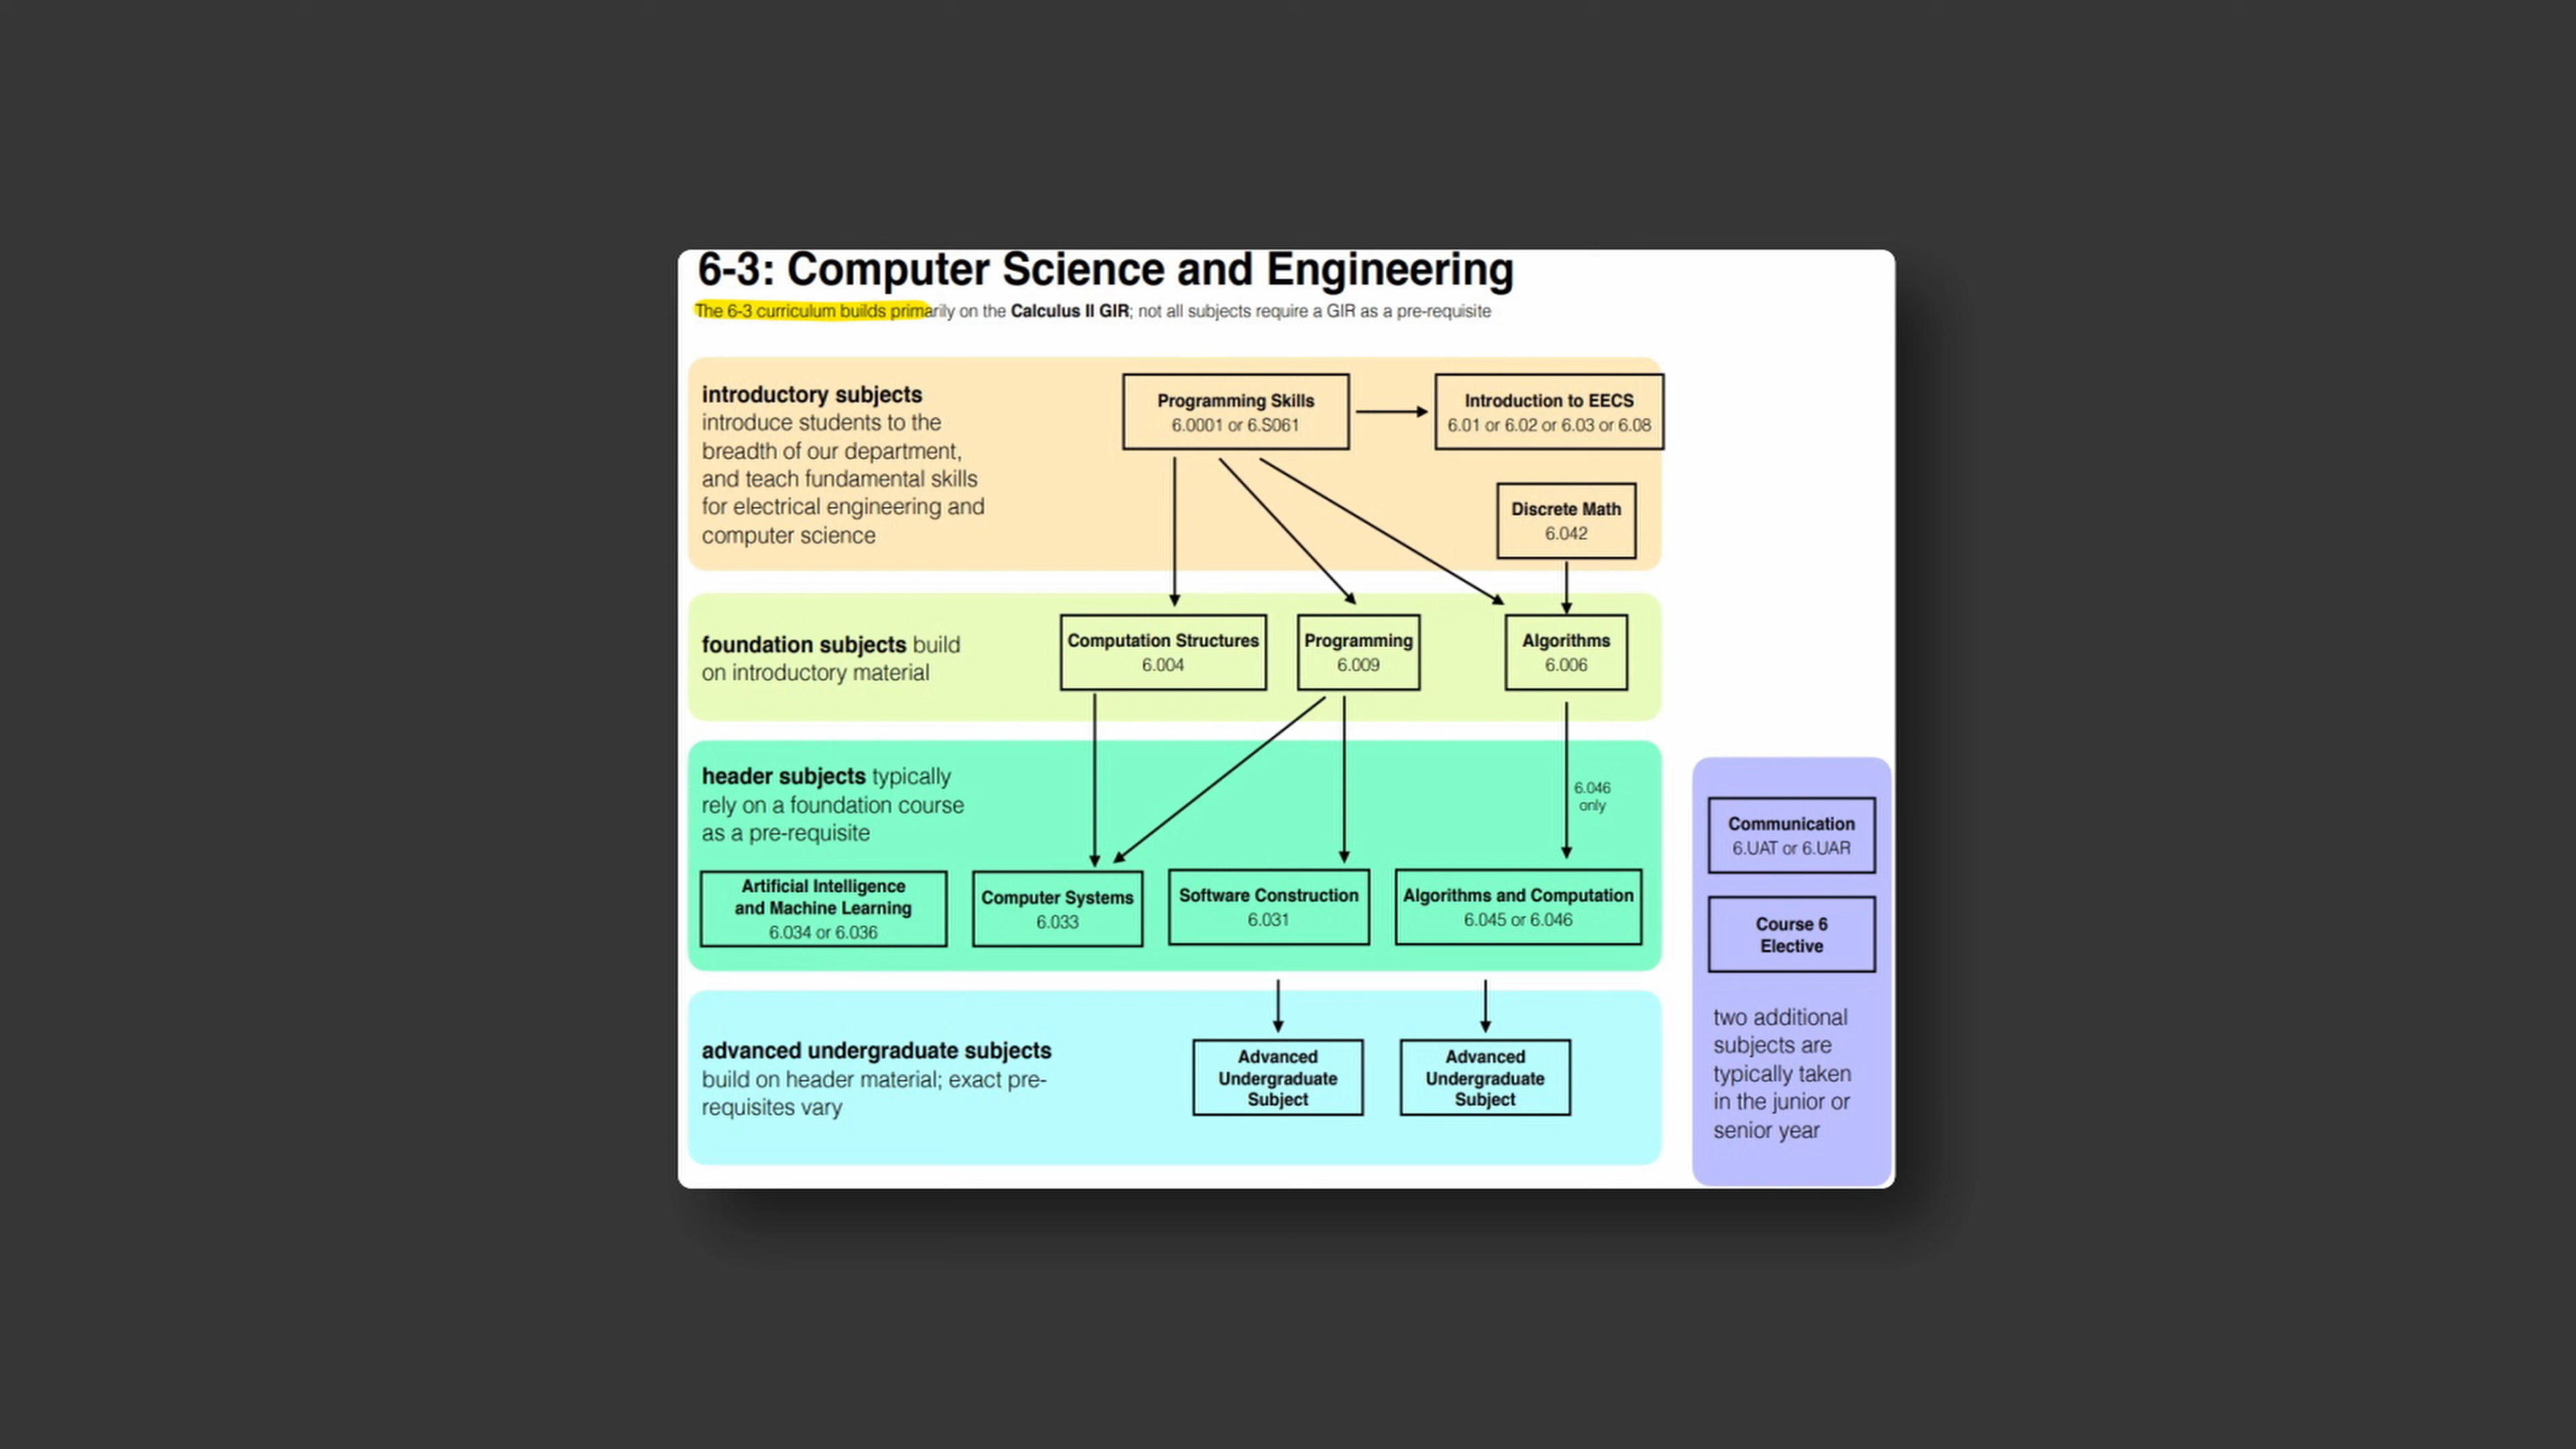 6-3: Computer Science and Engineering
The 6-3 curriculum builds primarily on the Calculus II GIR; not all subjects require a GIR as a pre-requisite
introductory subjects
introduce students to the
breadth of our department,
and teach fundamental skills
for electrical engineering and
computer science
Programming Skills
6.0001 or 6.S061
Introduction to EECS
6.01 or 6.02 or 6.03 or 6.08
Discrete Math
6.042
foundation subjects build
on introductory material
Computation Structures
6.004
Programming
6.009
Algorithms
6.006
header subjects typically
rely on a foundation course
as a pre-requisite
6.046
only
Artificial Intelligence
and Machine Learning
6.034 or 6.036
Computer Systems
6.033
Software Construction
6.031
Algorithms and Computation
6.045 or 6.046
advanced undergraduate subjects
build on header material; exact pre-
requisites vary
Advanced
Undergraduate
Subject
Advanced
Undergraduate
Subject
Communication
6.UAT or 6.UAR
Course 6
Elective
two additional
subjects are
typically taken
in the junior or
senior year